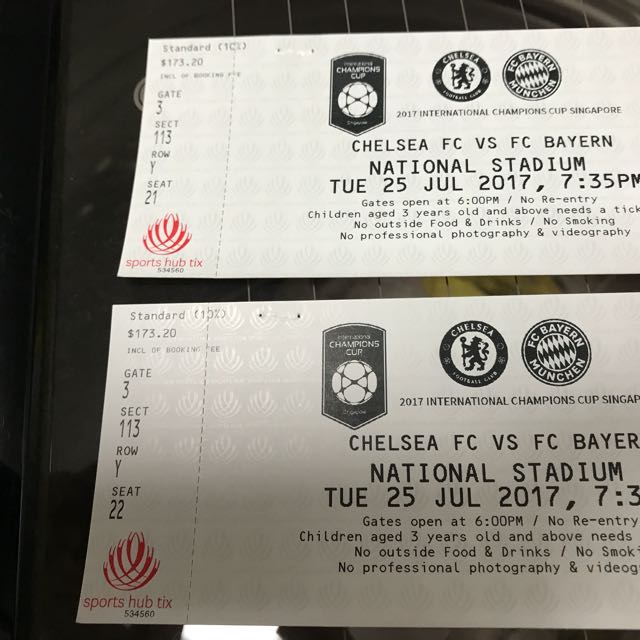 Standard
$173.20
INCL OF BOOKING FEE
GATE
3
SECT
113
ROW
Y
SEAT
21
sports hub tix
534560
International
CHAMPIONS
CUP
Singapore
CHELSEA
FOOTBALL CLUB
FC BAYERN
MÜNCHEN
2017 INTERNATIONAL CHAMPIONS CUP SINGAPORE
CHELSEA FC VS FC BAYERN
NATIONAL STADIUM
TUE 25 JUL 2017, 7:35PM
Gates open at 6:00PM / No Re-entry
Children aged 3 years old and above needs a tick
No outside Food & Drinks / No Smoking
No professional photography & videography
Standard
$173.20
INCL OF BOOKING FEE
GATE
3
SECT
113
ROW
Y
SEAT
22
sports hub tix
534560
International
CHAMPIONS
CUP
Singapore
CHELSEA
FOOTBALL CLUB
FC BAYERN
MÜNCHEN
2017 INTERNATIONAL CHAMPIONS CUP SINGAP
CHELSEA FC VS FC BAYER
NATIONAL STADIUM
TUE 25 JUL 2017, 7:3
Gates open at 6:00PM / No Re-entry
Children aged 3 years old and above needs
No outside Food & Drinks / No Smoki
No professional photography & videog